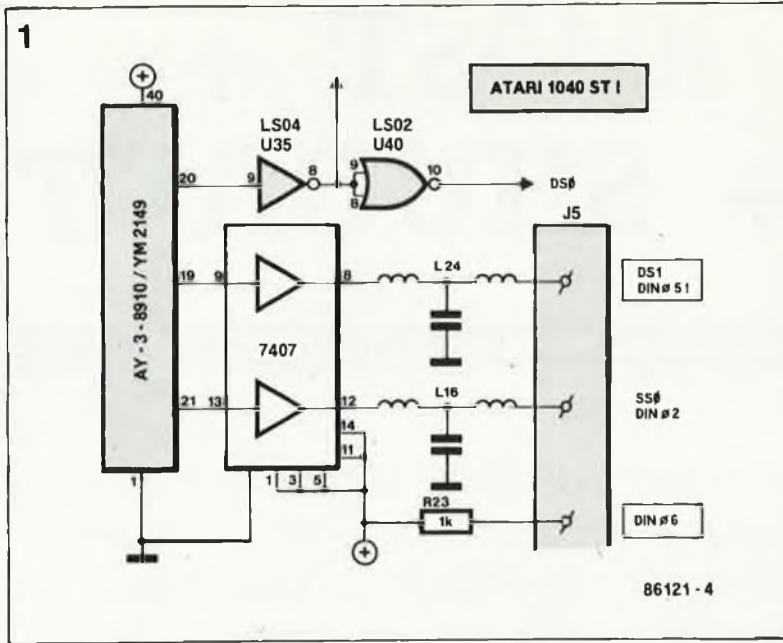 1
ATARI 1040 ST !
40
LS04
U35
LS02
U40
20
9
8
9
8
10
DSØ
J5
AY - 3 - 8910 / YM 2149
19
9
8
L 24
DS1
DIN Ø 5 !
7407
21
13
12
L16
SSØ
DIN Ø 2
14
11
1
1
3
5
R23
1k
DIN Ø 6
86121 - 4